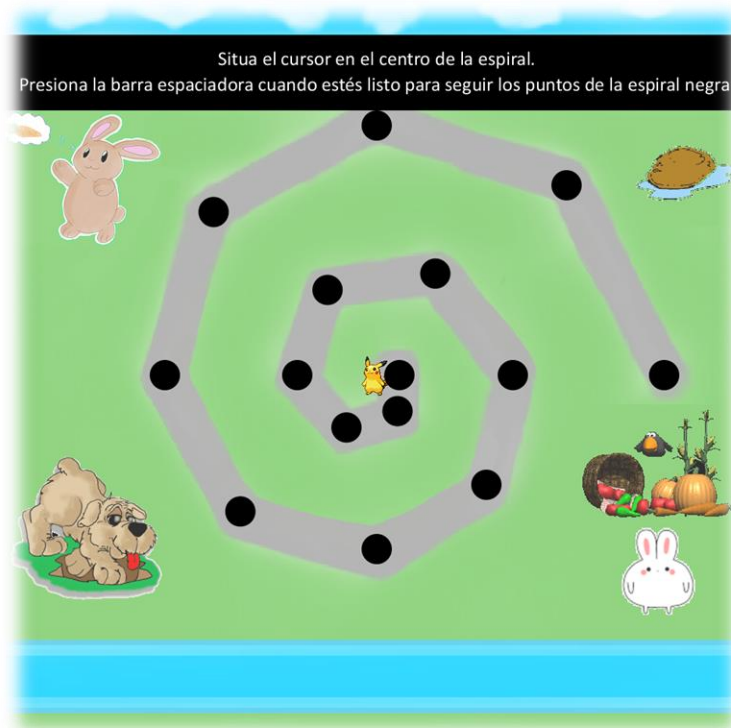 Situa el cursor en el centro de la espiral.
Presiona la barra espaciadora cuando estés listo para seguir los puntos de la espiral negra